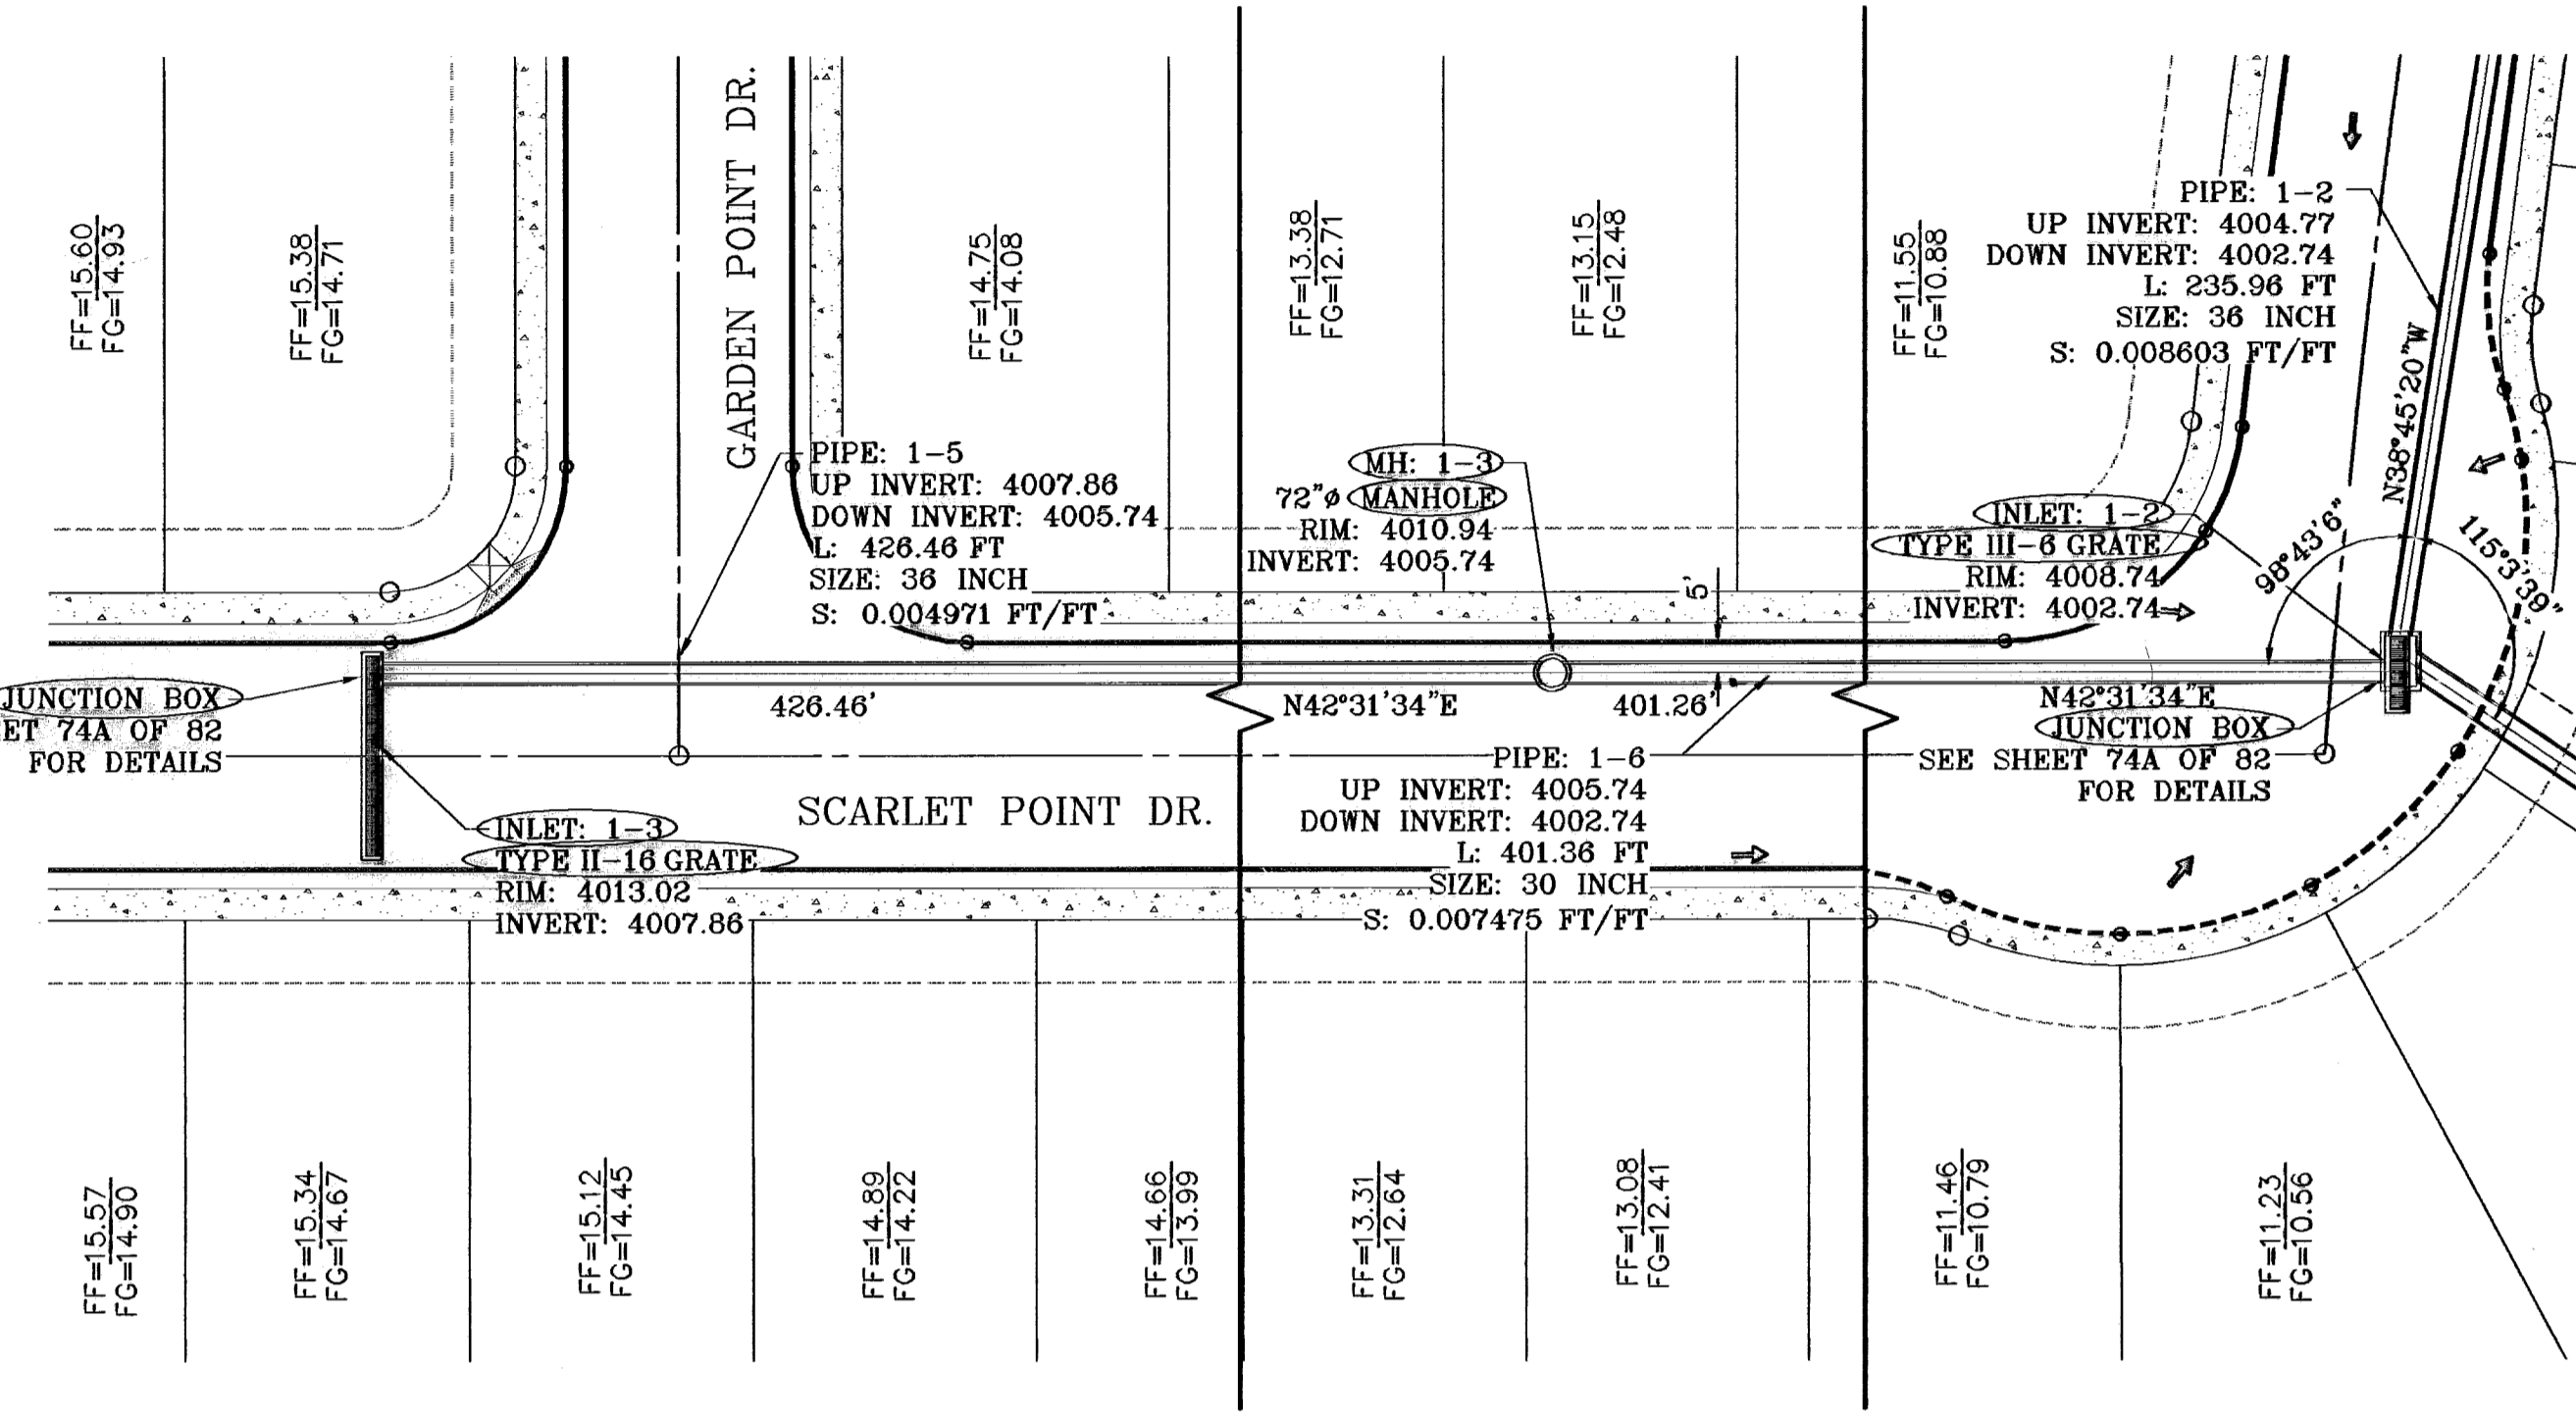 FF=15.60
FG=14.93
FF=15.38
FG=14.71
GARDEN POINT DR.
FF=14.75
FG=14.08
FF=13.38
FG=12.71
FF=13.15
FG=12.48
FF=11.55
FG=10.88
PIPE: 1-2
UP INVERT: 4004.77
DOWN INVERT: 4002.74
L: 235.96 FT
SIZE: 36 INCH
S: 0.008603 FT/FT
N38°45'20"W
98°43'6"
115°3'39"
PIPE: 1-5
UP INVERT: 4007.86
DOWN INVERT: 4005.74
L: 426.46 FT
SIZE: 36 INCH
S: 0.004971 FT/FT
MH: 1-3
72"ø MANHOLE
RIM: 4010.94
INVERT: 4005.74
5'
INLET: 1-2
TYPE III-6 GRATE
RIM: 4008.74
INVERT: 4002.74
JUNCTION BOX
ET 74A OF 82
FOR DETAILS
426.46'
N42°31'34"E
401.26'
N42°31'34"E
JUNCTION BOX
SEE SHEET 74A OF 82
FOR DETAILS
SCARLET POINT DR.
INLET: 1-3
TYPE II-16 GRATE
RIM: 4013.02
INVERT: 4007.86
PIPE: 1-6
UP INVERT: 4005.74
DOWN INVERT: 4002.74
L: 401.36 FT
SIZE: 30 INCH
S: 0.007475 FT/FT
FF=15.57
FG=14.90
FF=15.34
FG=14.67
FF=15.12
FG=14.45
FF=14.89
FG=14.22
FF=14.66
FG=13.99
FF=13.31
FG=12.64
FF=13.08
FG=12.41
FF=11.46
FG=10.79
FF=11.23
FG=10.56